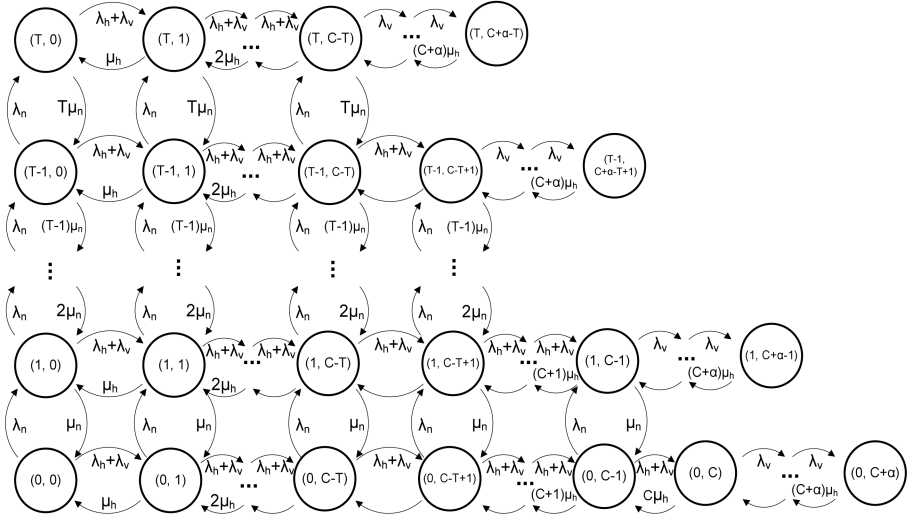 λh+λv λh+λv λh+λv λv λv
(T, 0) (T, 1) ... (T, C-T) ... (T, C+α-T)
μh 2μh (C+α)μh
λn Tμn λn Tμn λn Tμn
λh+λv λh+λv λh+λv λh+λv λv λv
(T-1, 0) (T-1, 1) ... (T-1, C-T) (T-1, C-T+1) ... (T-1,
C+α-T+1)
μh 2μh (C+α)μh
λn (T-1)μn λn (T-1)μn λn (T-1)μn λn (T-1)μn
... ... ... ...
λn 2μn λn 2μn λn 2μn λn 2μn
λh+λv λh+λv λh+λv λh+λv λh+λv λh+λv λv λv
(1, 0) (1, 1) ... (1, C-T) (1, C-T+1) ... (1, C-1) ... (1, C+α-1)
μh 2μh (C+1)μh (C+α)μh
λn μn λn μn λn μn λn μn λn μn
λh+λv λh+λv λh+λv λh+λv λh+λv λh+λv λh+λv λv λv
(0, 0) (0, 1) ... (0, C-T) (0, C-T+1) ... (0, C-1) (0, C) ... (0, C+α)
μh 2μh (C+1)μh cμh (C+α)μh